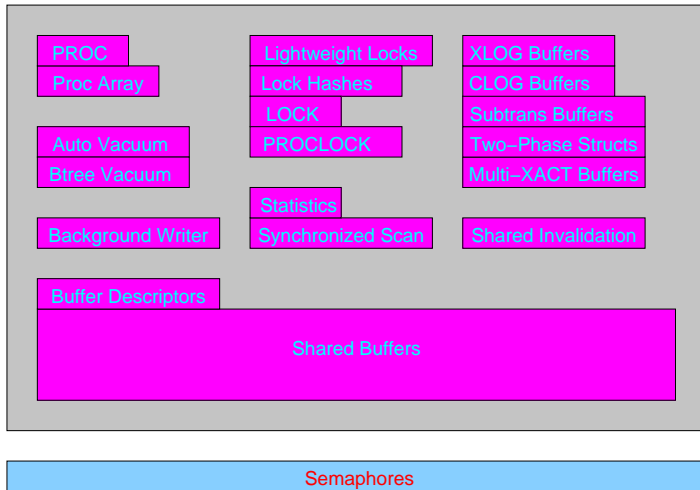 PROC
Proc Array
Auto Vacuum
Btree Vacuum
Background Writer
Lightweight Locks
Lock Hashes
LOCK
PROCLOCK
Statistics
Synchronized Scan
XLOG Buffers
CLOG Buffers
Subtrans Buffers
Two−Phase Structs
Multi−XACT Buffers
Shared Invalidation
Buffer Descriptors
Shared Buffers
Semaphores